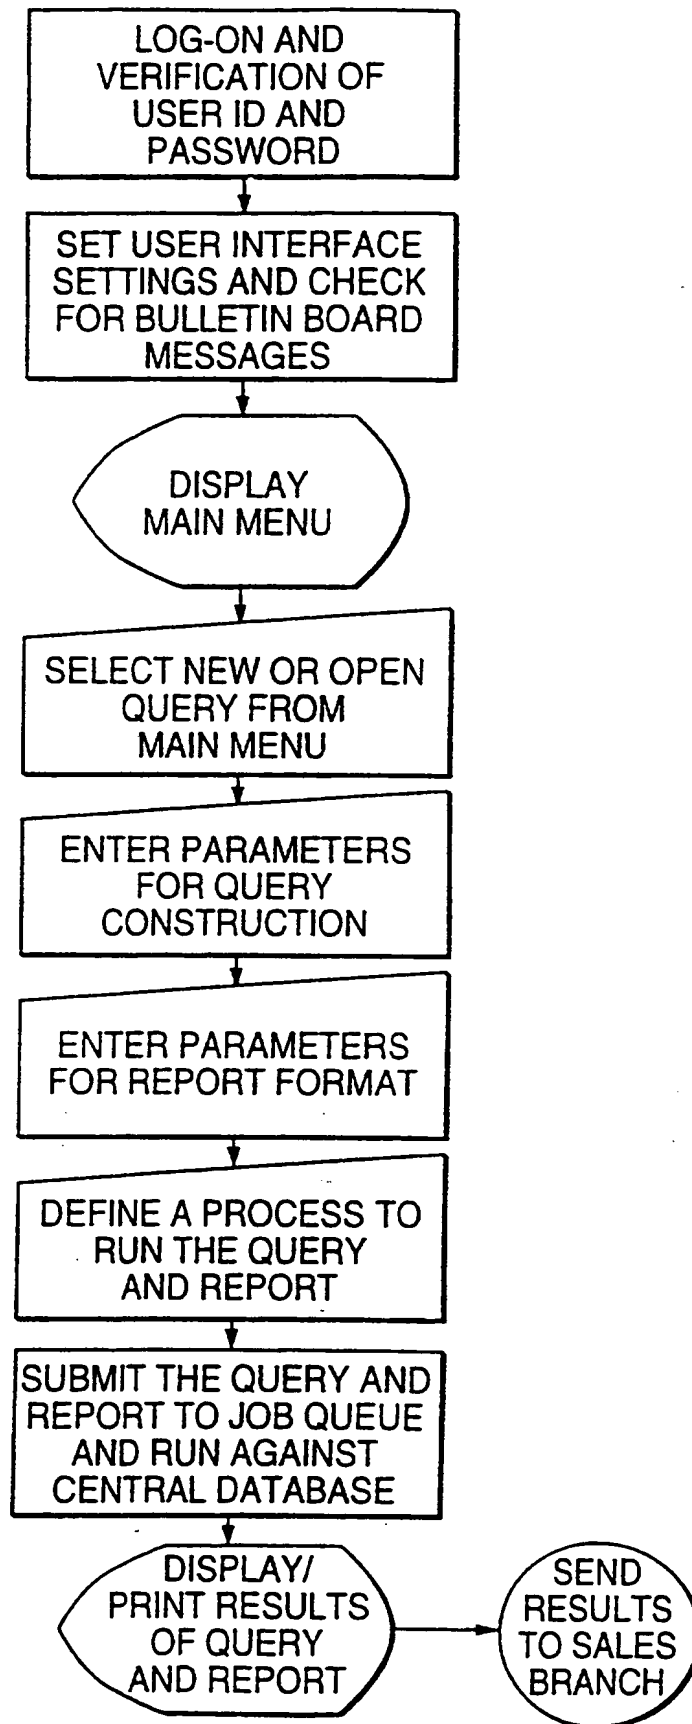 LOG-ON AND
VERIFICATION OF
USER ID AND
PASSWORD
SET USER INTERFACE
SETTINGS AND CHECK
FOR BULLETIN BOARD
MESSAGES
DISPLAY
MAIN MENU
SELECT NEW OR OPEN
QUERY FROM
MAIN MENU
ENTER PARAMETERS
FOR QUERY
CONSTRUCTION
ENTER PARAMETERS
FOR REPORT FORMAT
DEFINE A PROCESS TO
RUN THE QUERY
AND REPORT
SUBMIT THE QUERY AND
REPORT TO JOB QUEUE
AND RUN AGAINST
CENTRAL DATABASE
DISPLAY/
PRINT RESULTS
OF QUERY
AND REPORT
SEND
RESULTS
TO SALES
BRANCH